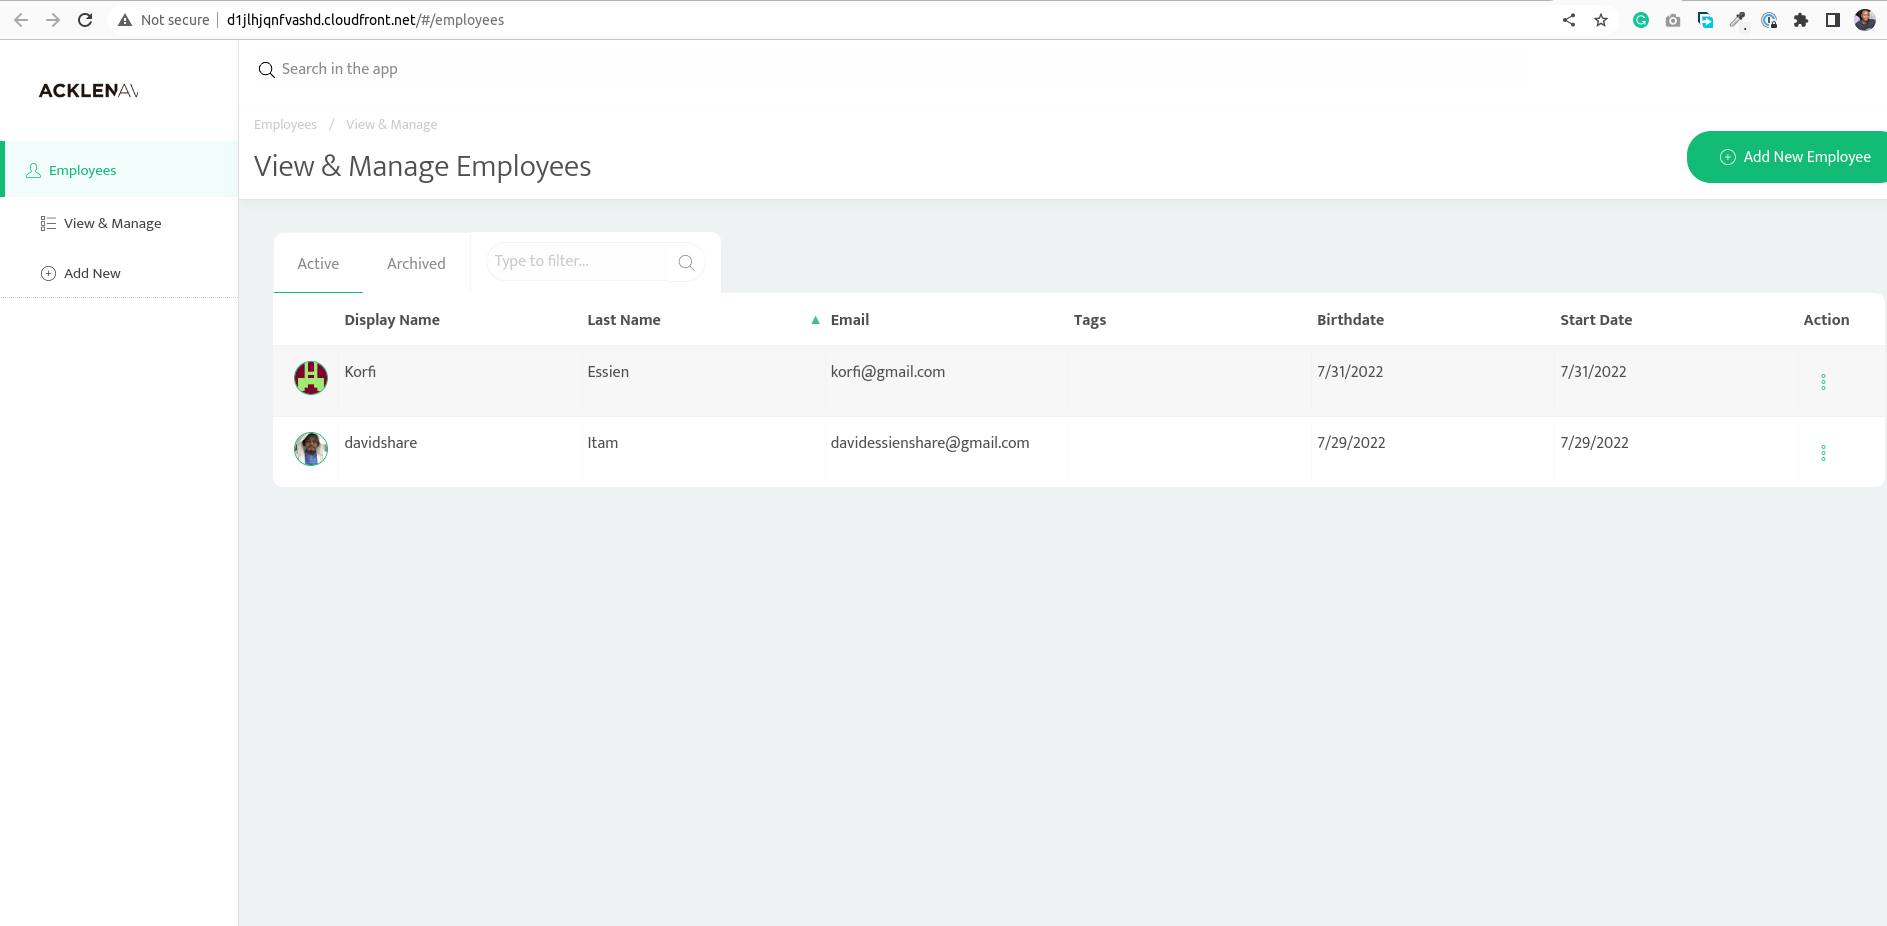 Not secure d1jlhjqnfvashd.cloudfront.net/#/employees
ACKLENAV
Search in the app
Employees / View & Manage
View & Manage Employees
Add New Employee
Employees
View & Manage
Add New
Active Archived Type to filter...
Display Name Last Name ▲ Email Tags Birthdate Start Date Action
Korfi Essien korfi@gmail.com 7/31/2022 7/31/2022
davidshare Itam davidessienshare@gmail.com 7/29/2022 7/29/2022